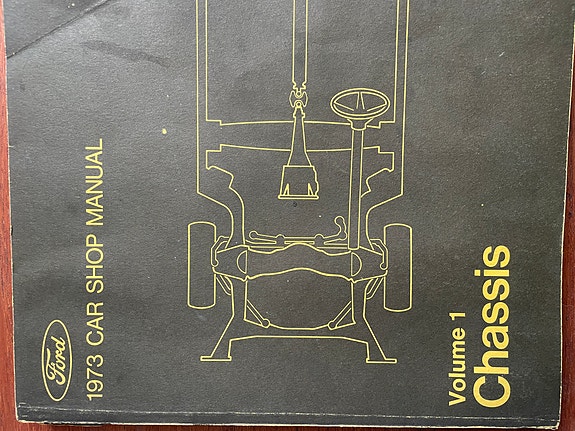 Ford
1973 CAR SHOP MANUAL
Volume 1
Chassis